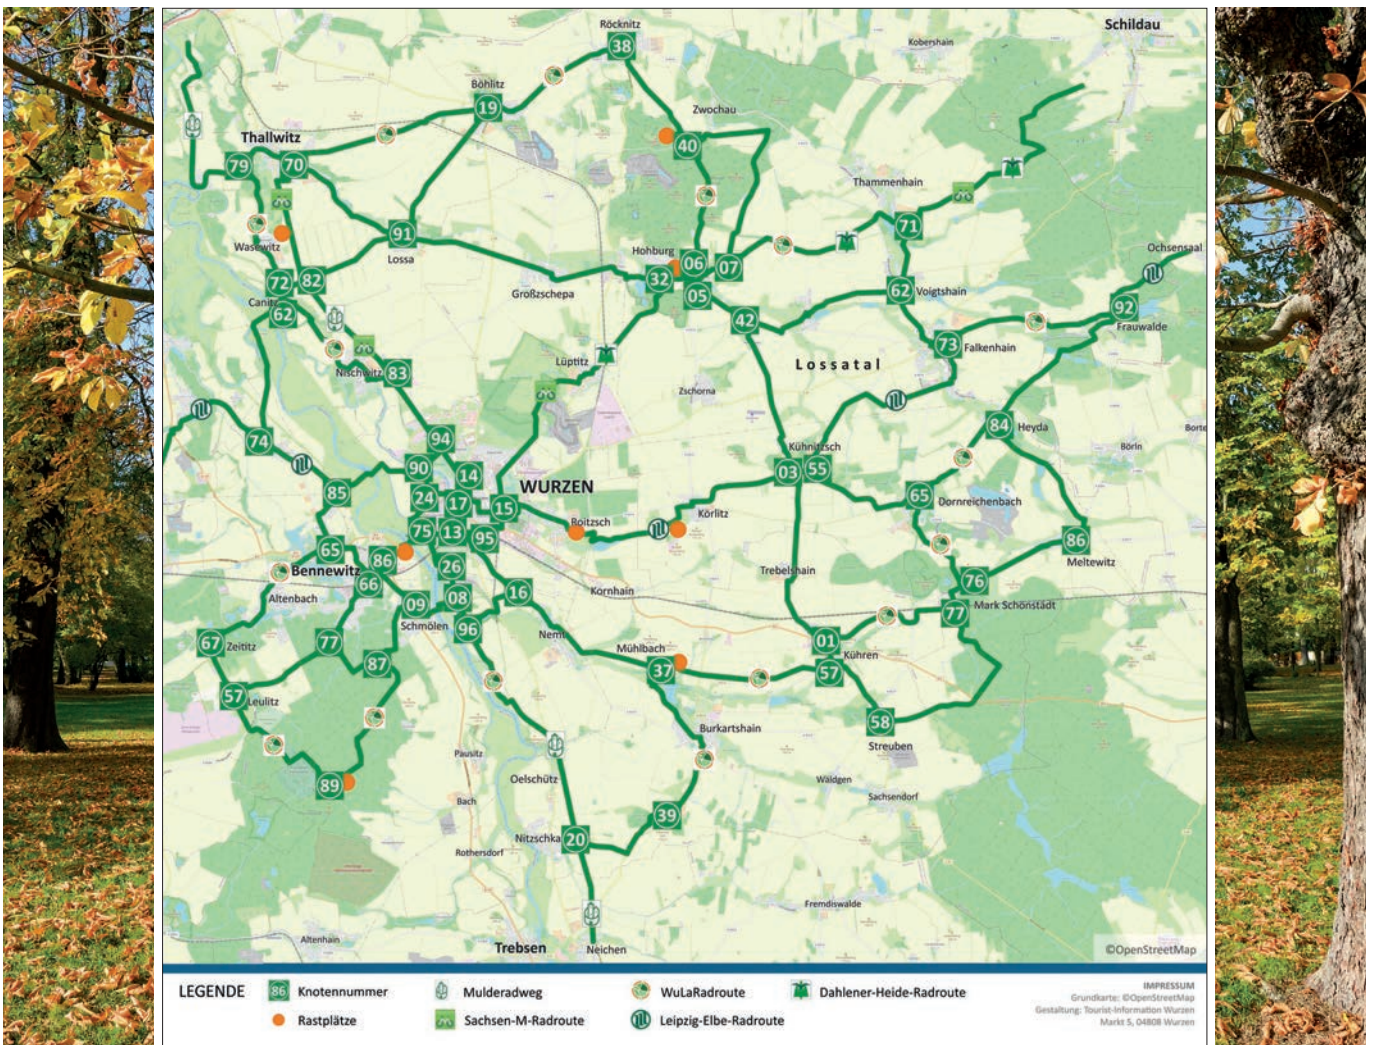 Röcknitz
Schildau
38
Kobershain
Böhlitz
19
Zwochau
Thallwitz
40
79
70
Thammenhain
71
91
Wasewitz
Lossa
Hohburg
06
07
Ochsensaal
72
82
32
05
62
Voigtshain
92
Canitz
62
Großzschepa
42
Frauwalde
73
Falkenhain
Nischwitz
83
Lüptitz
Lossatal
Zschorna
74
94
84
Heyda
Borte
Kühnitzsch
Börln
90
14
03
55
85
24
17
15
WURZEN
65
Dornreichenbach
Körlitz
Roitzsch
75
13
95
65
86
86
Bennewitz
26
Meltewitz
66
Trebelshain
76
Altenbach
09
08
16
Kornhain
Mark Schönstädt
77
Schmölen
96
67
Zeititz
77
Nemt
01
Mühlbach
Kühren
87
37
57
57
Leulitz
58
Burkartshain
Streuben
Pausitz
89
Oelschütz
Wäldgen
Bach
Sachsendorf
39
Nitzschka
20
Rothersdorf
Fremdiswalde
Altenhain
Trebsen
Neichen
©OpenStreetMap
LEGENDE
86 Knotennummer
Mulderadweg
WuLaRadroute
Dahlener-Heide-Radroute
Rastplätze
Sachsen-M-Radroute
Leipzig-Elbe-Radroute
IMPRESSUM
Grundkarte: ©OpenStreetMap
Gestaltung: Tourist-Information Wurzen
Markt 5, 04808 Wurzen